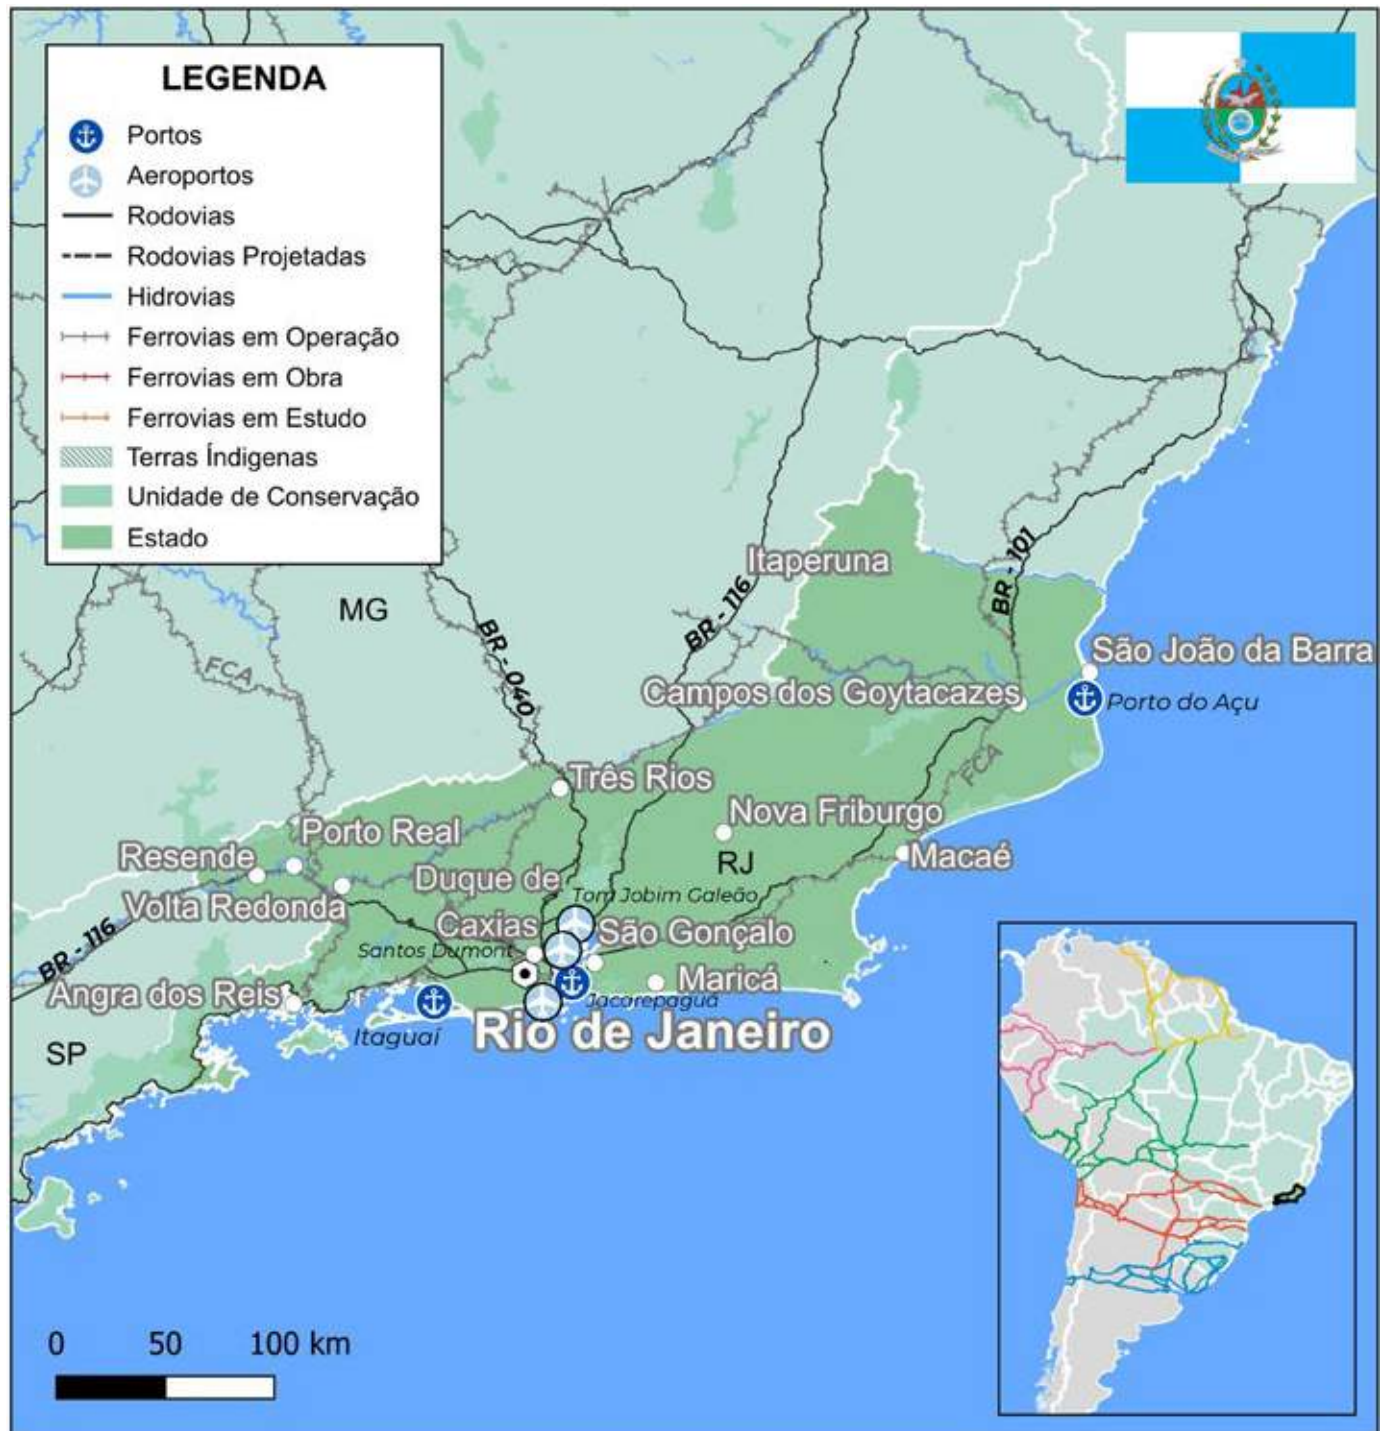 LEGENDA
Portos
Aeroportos
Rodovias
Rodovias Projetadas
Hidrovias
Ferrovias em Operação
Ferrovias em Obra
Ferrovias em Estudo
Terras Índigenas
Unidade de Conservação
Estado
Itaperuna
BR - 101
MG
BR - 116
BR - 040
FCA
São João da Barra
Campos dos Goytacazes
Porto do Açu
FCA
Três Rios
Nova Friburgo
Porto Real
Resende
RJ
Macaé
Duque de
Caxias
Tom Jobim Galeão
Volta Redonda
São Gonçalo
Santos Dumont
BR - 116
Maricá
Angra dos Reis
Jacarepaguá
Itaguaí
Rio de Janeiro
SP
0 50 100 km